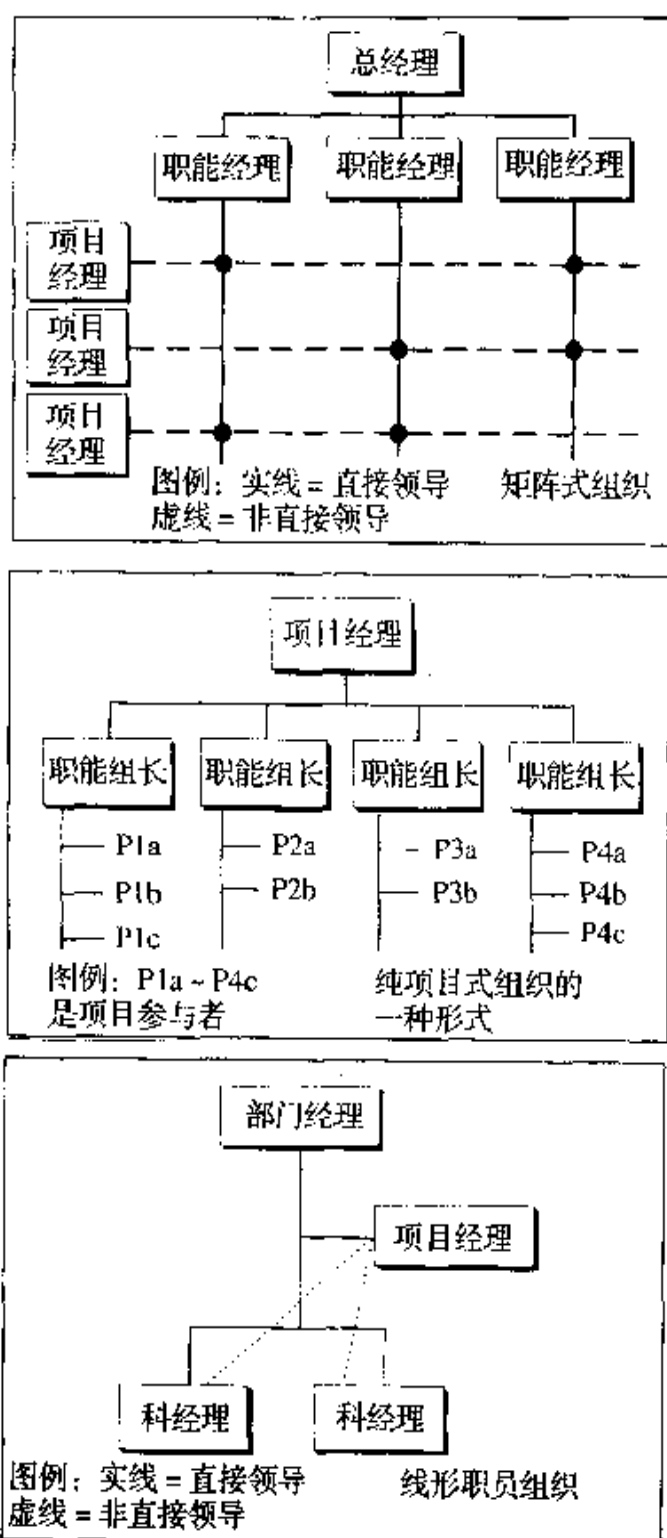 总经理
职能经理 职能经理 职能经理
项目
经理
项目
经理
项目
经理
图例：实线=直接领导 矩阵式组织
虚线=非直接领导
项目经理
职能组长 职能组长 职能组长 职能组长
P1a P2a P3a P4a
P1b P2b P3b P4b
P1c P4c
图例：P1a~P4c 纯项目式组织的
是项目参与者 一种形式
部门经理
项目经理
科经理 科经理
图例：实线=直接领导 线形职员组织
虚线=非直接领导